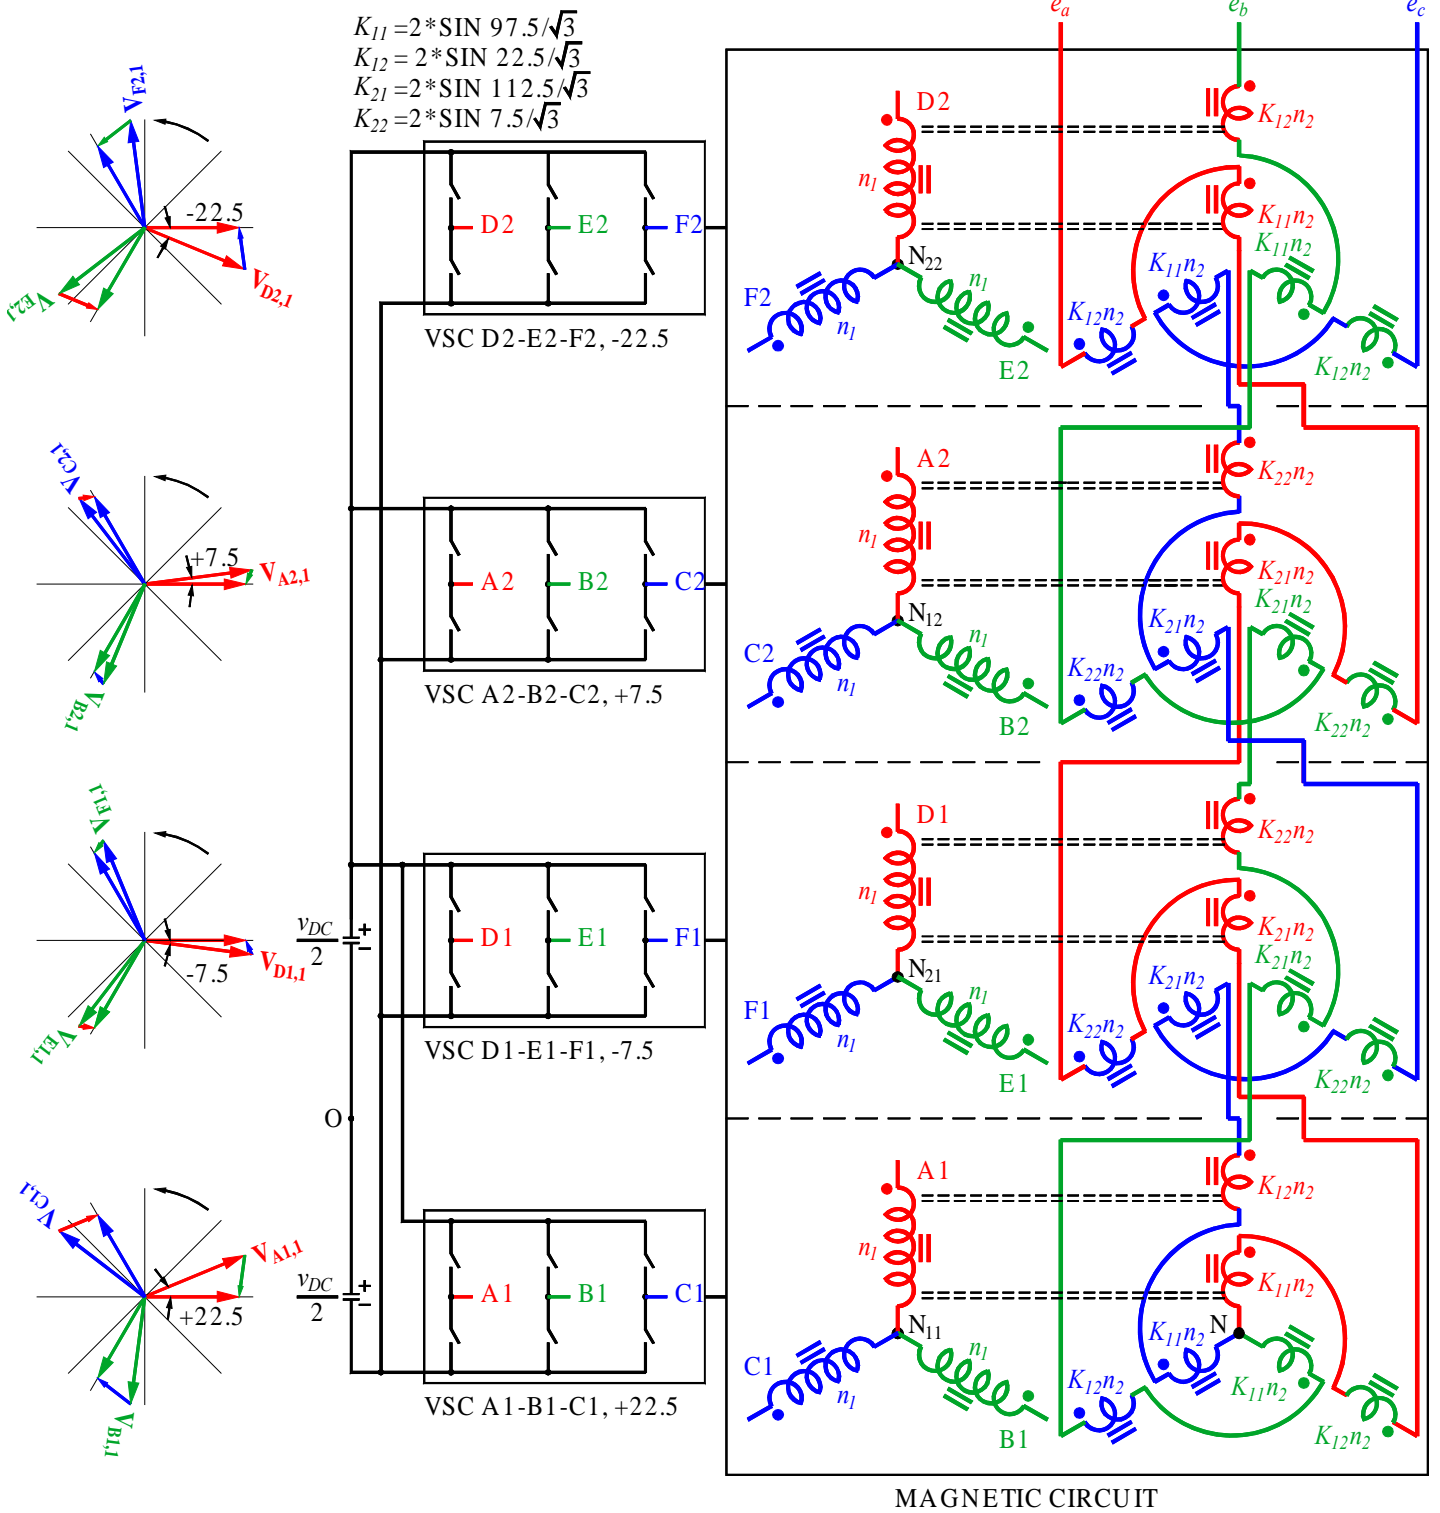 K11 =2*SIN 97.5/√3
K12 = 2*SIN 22.5/√3
K21 =2*SIN 112.5/√3
K22 =2*SIN 7.5/√3
ea
eb
ec
VF2,1
-22.5
VD2,1
VE2,1
D2
E2
F2
VSC D2-E2-F2, -22.5
D2
n1
N22
F2
n1
n1
E2
K12n2
K11n2
K11n2
K11n2
K12n2
K12n2
VC2,1
+7.5
VA2,1
VB2,1
A2
B2
C2
VSC A2-B2-C2, +7.5
A2
n1
N12
C2
n1
n1
B2
K22n2
K21n2
K21n2
K21n2
K22n2
K22n2
VF1,1
-7.5
VD1,1
VE1,1
vDC
2
+
−
D1
E1
F1
VSC D1-E1-F1, -7.5
D1
n1
N21
F1
n1
n1
E1
K22n2
K21n2
K21n2
K21n2
K22n2
K22n2
O
VC1,1
VA1,1
+22.5
VB1,1
vDC
2
+
−
A1
B1
C1
VSC A1-B1-C1, +22.5
A1
n1
N11
C1
n1
n1
B1
K12n2
K11n2
K11n2
N
K11n2
K12n2
K12n2
MAGNETIC CIRCUIT